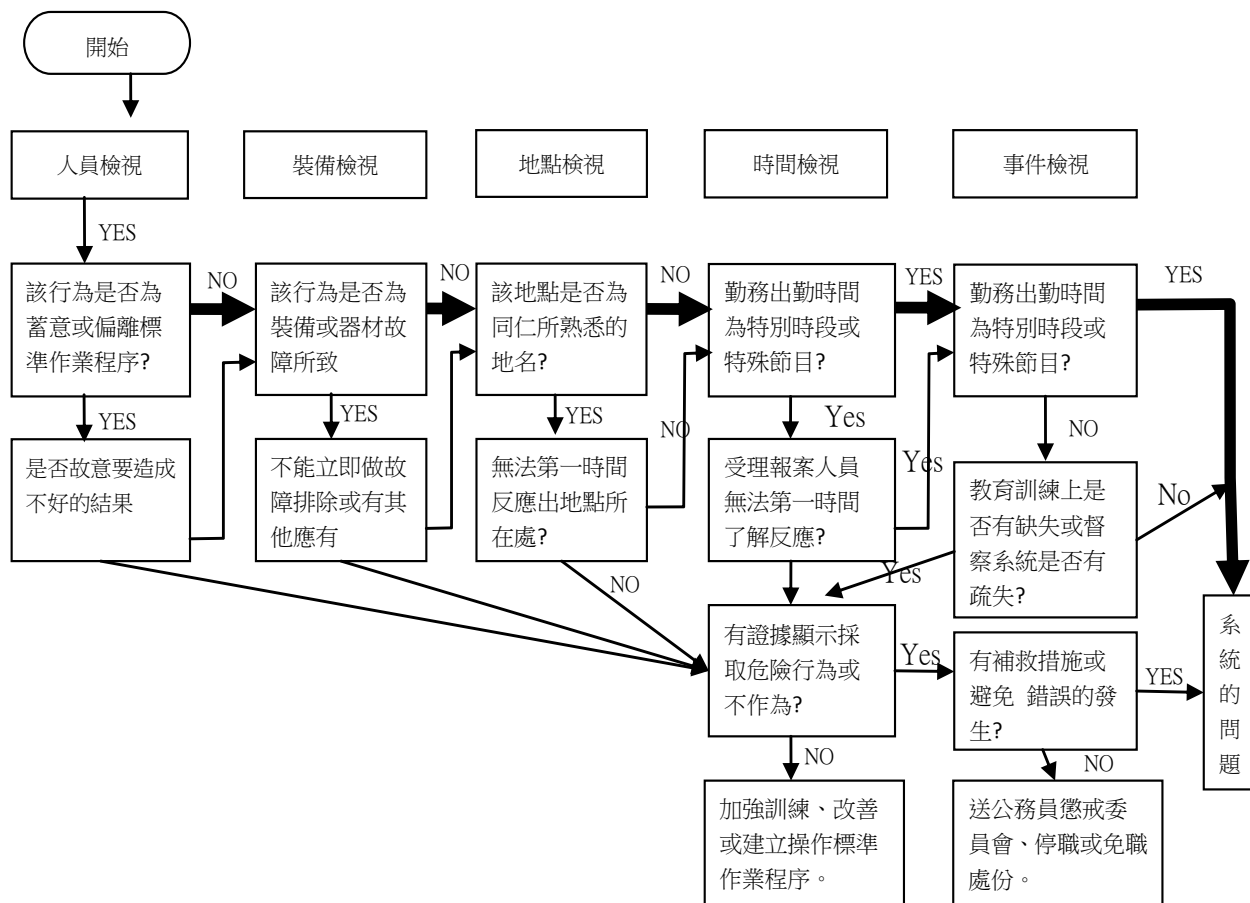 開始
人員檢視
裝備檢視
地點檢視
時間檢視
事件檢視
YES
該行為是否為
蓄意或偏離標
準作業程序?
NO
該行為是否為
裝備或器材故
障所致
NO
該地點是否為
同仁所熟悉的
地名?
NO
勤務出勤時間
為特別時段或
特殊節目?
YES
勤務出勤時間
為特別時段或
特殊節目?
YES
YES
YES
YES
Yes
NO
是否故意要造成
不好的結果
不能立即做故
障排除或有其
他應有
無法第一時間
反應出地點所
在處?
NO
受理報案人員
無法第一時間
了解反應?
Yes
教育訓練上是
否有缺失或督
察系統是否有
疏失?
No
NO
Yes
有證據顯示採
取危險行為或
不作為?
Yes
有補救措施或
避免 錯誤的發
生?
YES
系
統
的
問
題
NO
NO
加強訓練、改善
或建立操作標準
作業程序。
送公務員懲戒委
員會、停職或免職
處份。